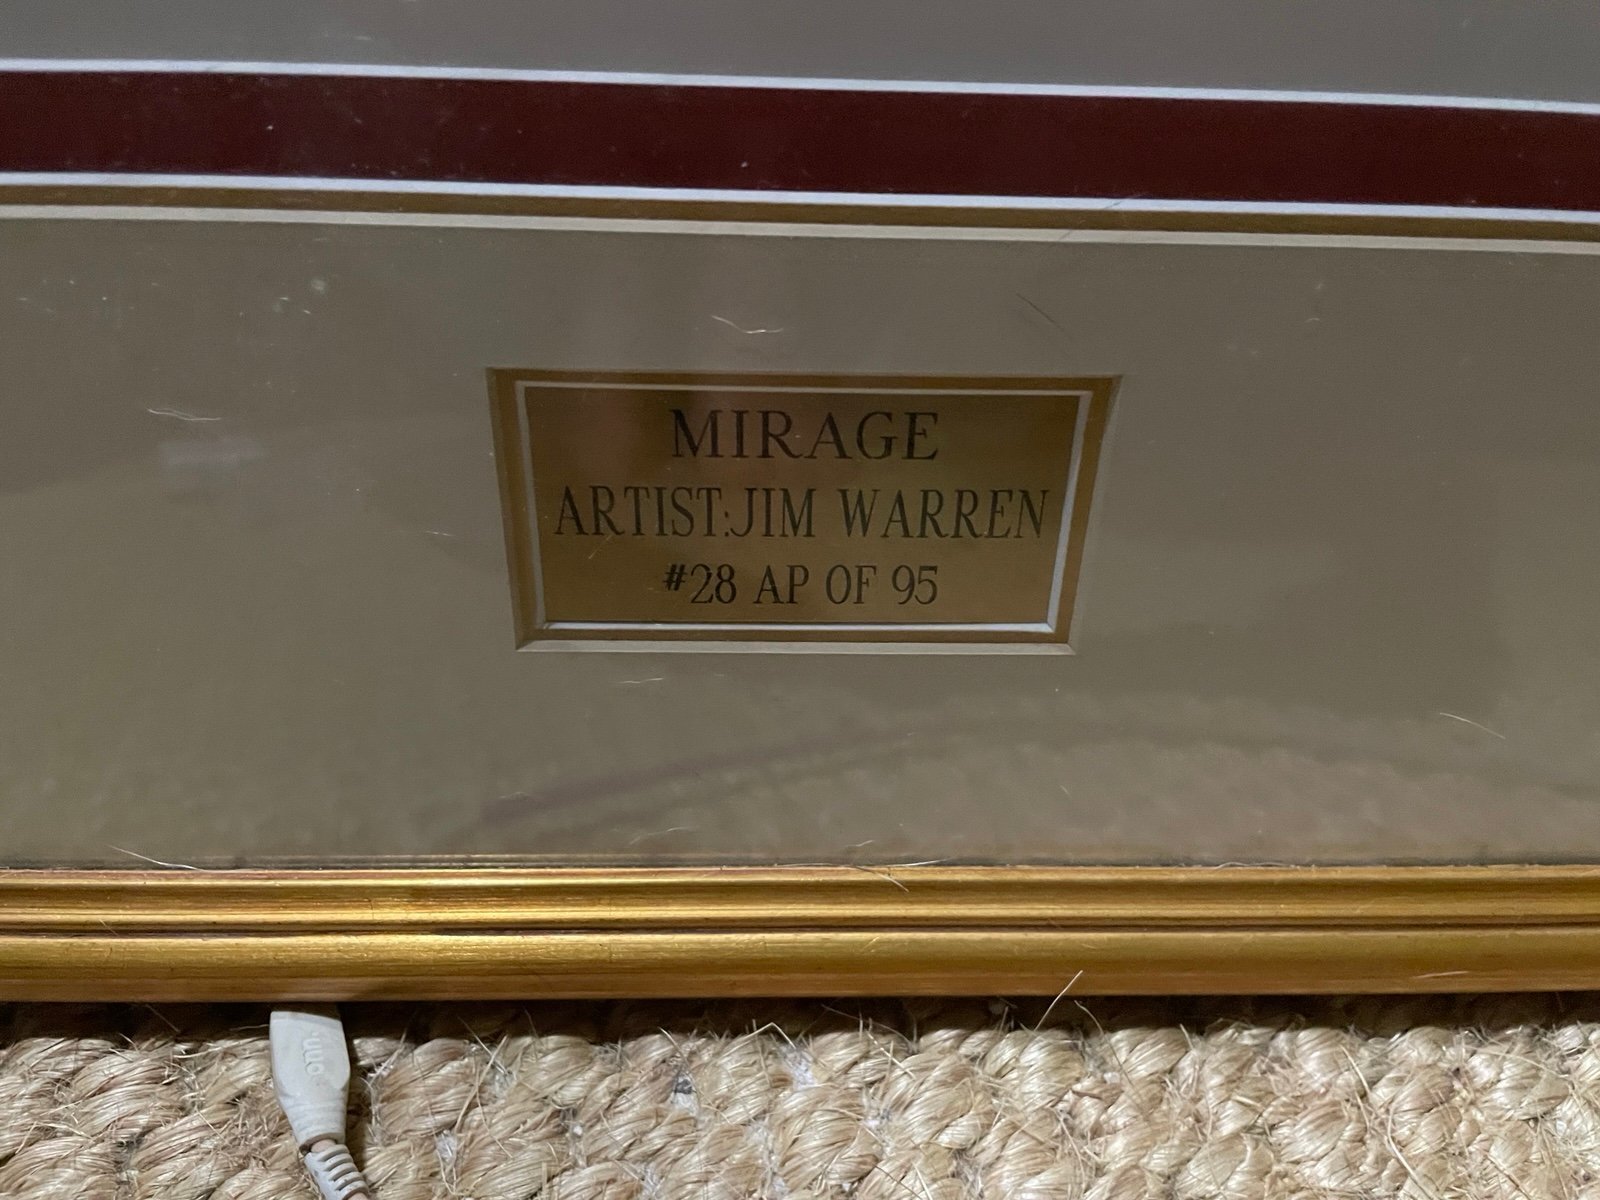 MIRAGE
ARTIST:JIM WARREN
#28 AP OF 95